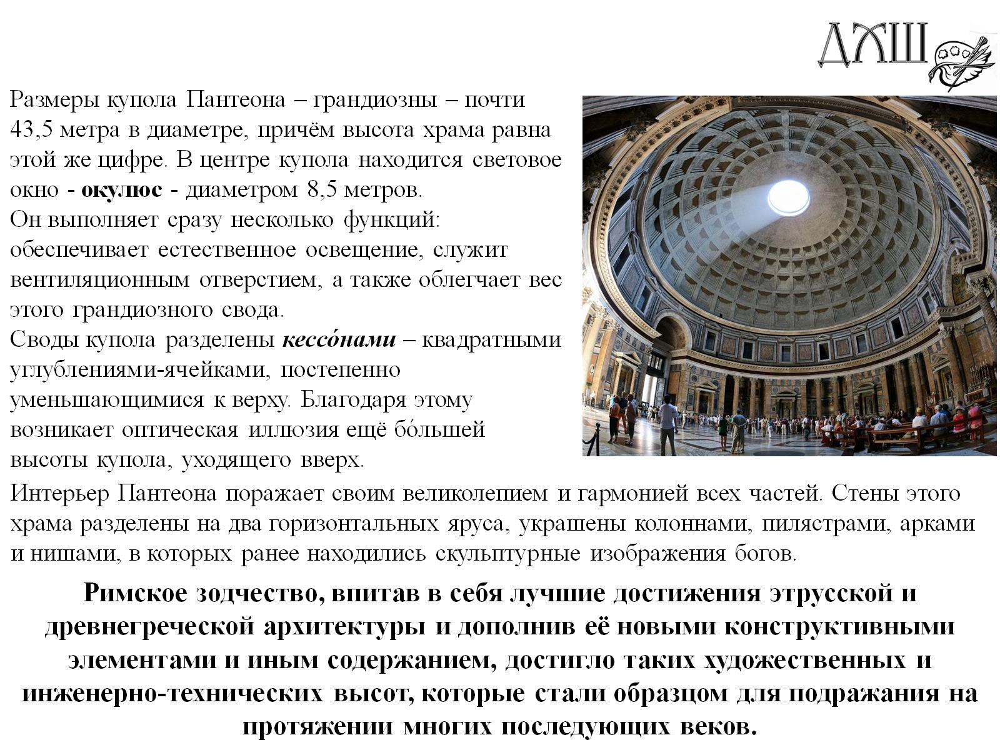 ДХШ
Размеры купола Пантеона – грандиозны – почти
43,5 метра в диаметре, причём высота храма равна
этой же цифре. В центре купола находится световое
окно - окулюс - диаметром 8,5 метров.
Он выполняет сразу несколько функций:
обеспечивает естественное освещение, служит
вентиляционным отверстием, а также облегчает вес
этого грандиозного свода.
Своды купола разделены кессо́нами – квадратными
углублениями-ячейками, постепенно
уменьшающимися к верху. Благодаря этому
возникает оптическая иллюзия ещё бо́льшей
высоты купола, уходящего вверх.
Интерьер Пантеона поражает своим великолепием и гармонией всех частей. Стены этого
храма разделены на два горизонтальных яруса, украшены колоннами, пилястрами, арками
и нишами, в которых ранее находились скульптурные изображения богов.
Римское зодчество, впитав в себя лучшие достижения этрусской и
древнегреческой архитектуры и дополнив её новыми конструктивными
элементами и иным содержанием, достигло таких художественных и
инженерно-технических высот, которые стали образцом для подражания на
протяжении многих последующих веков.